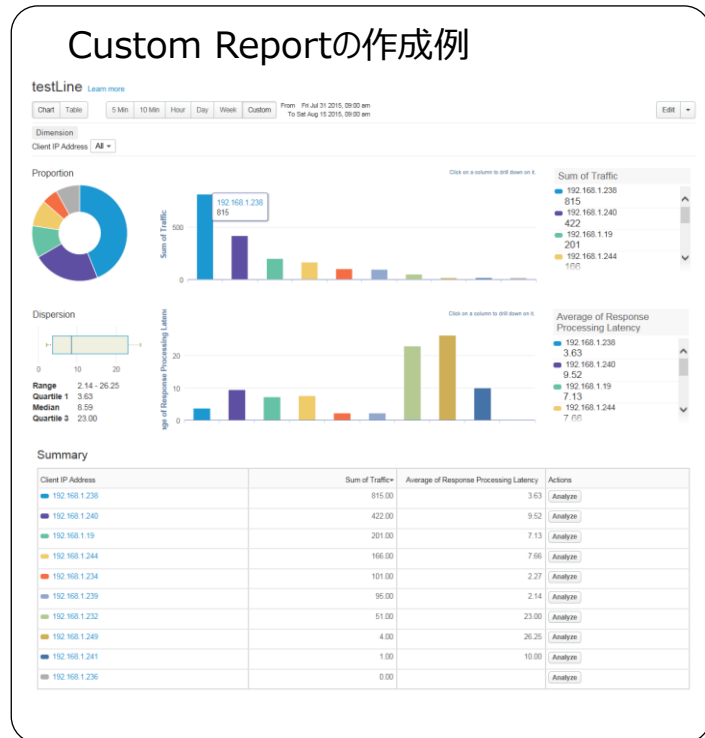 Custom Reportの作成例
testLine Learn more
Chart Table 5 Min 10 Min Hour Day Week Custom From Fri Jul 31 2015, 09:00 am
To Sat Aug 15 2015, 09:00 am
Edit
Dimension
Client IP Address All
Proportion
Click on a column to drill down on it.
Sum of Traffic
500
0
192.168.1.238
815
Sum of Traffic
192.168.1.238
815
192.168.1.240
422
192.168.1.19
201
192.168.1.244
166
Dispersion
0 10 20
Range 2.14 - 26.25
Quartile 1 3.63
Median 8.59
Quartile 3 23.00
Click on a column to drill down on it.
ge of Response Processing Latenc
20
10
0
Average of Response
Processing Latency
192.168.1.238
3.63
192.168.1.240
9.52
192.168.1.19
7.13
192.168.1.244
7.66
Summary
Client IP Address Sum of Traffic Average of Response Processing Latency Actions
192.168.1.238 815.00 3.63 Analyze
192.168.1.240 422.00 9.52 Analyze
192.168.1.19 201.00 7.13 Analyze
192.168.1.244 166.00 7.66 Analyze
192.168.1.234 101.00 2.27 Analyze
192.168.1.239 95.00 2.14 Analyze
192.168.1.232 51.00 23.00 Analyze
192.168.1.249 4.00 26.25 Analyze
192.168.1.241 1.00 10.00 Analyze
192.168.1.236 0.00 Analyze